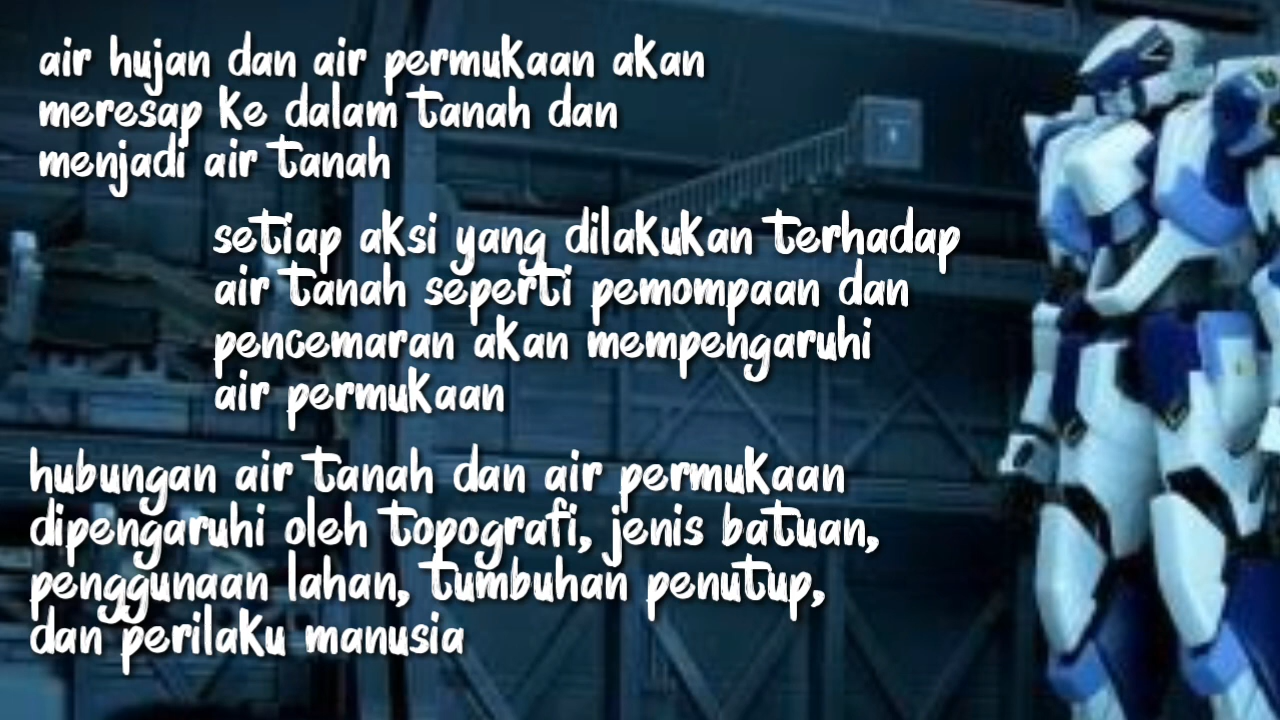 air hujan dan air permukaan akan
meresap ke dalam tanah dan
menjadi air tanah
setiap aksi yang dilakukan terhadap
air tanah seperti pemompaan dan
pencemaran akan mempengaruhi
air permukaan
hubungan air tanah dan air permukaan
dipengaruhi oleh topografi, jenis batuan,
penggunaan lahan, tumbuhan penutup,
dan perilaku manusia